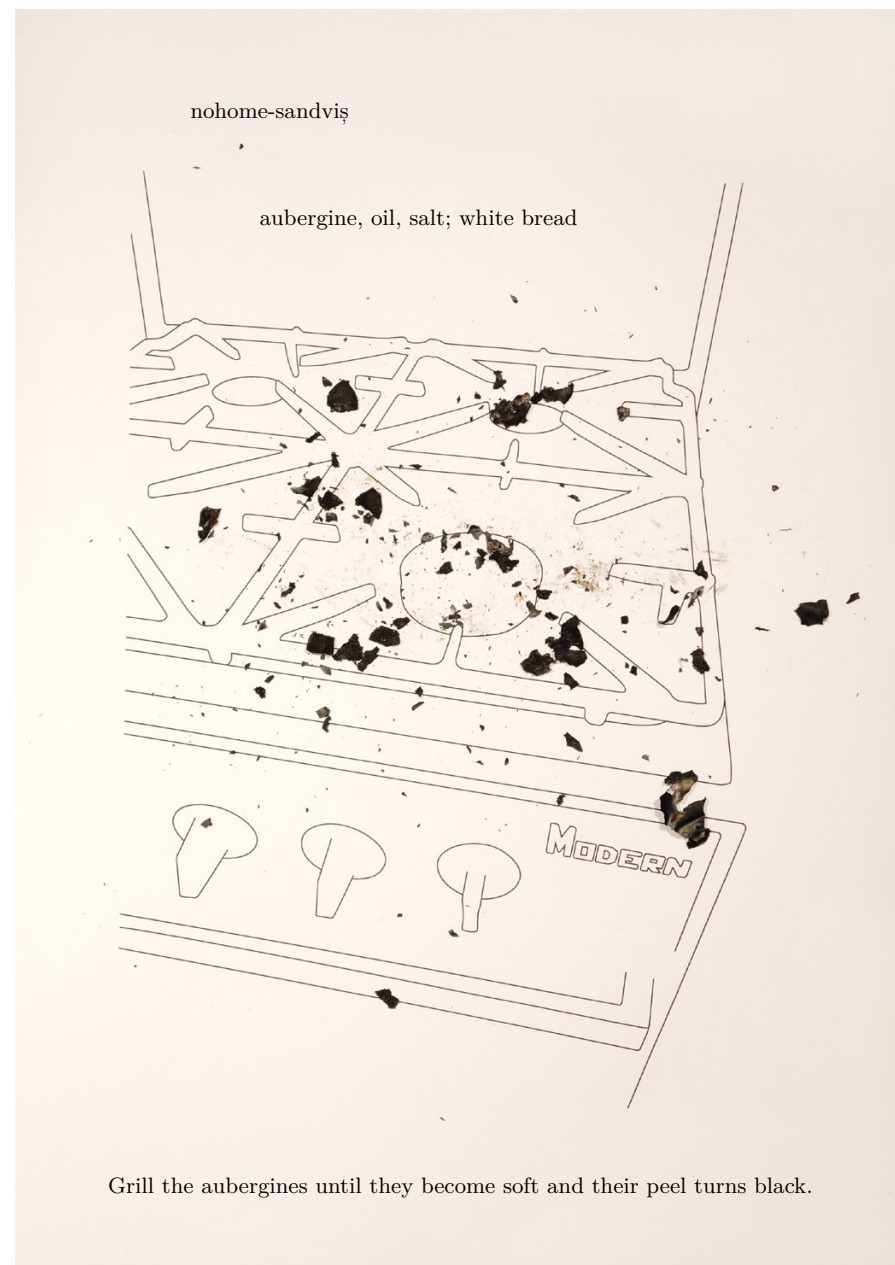 nohome-sandviș
aubergine, oil, salt; white bread
MODERN
Grill the aubergines until they become soft and their peel turns black.